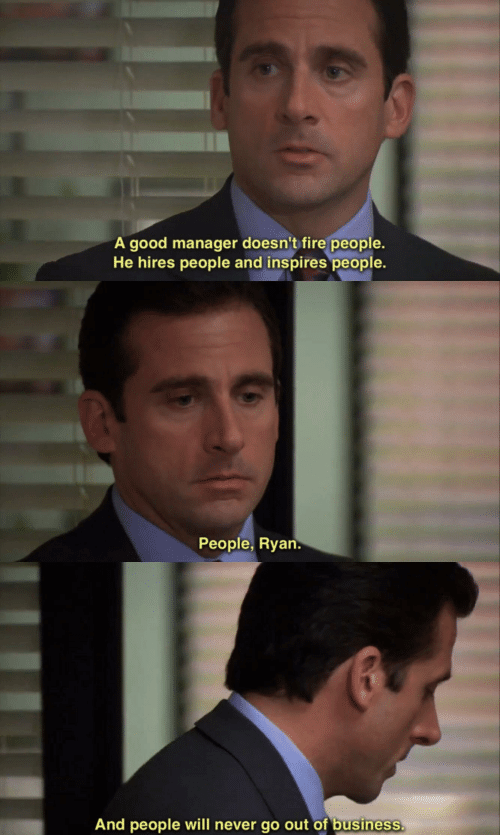 A good manager doesn't fire people.
He hires people and inspires people.
People, Ryan.
And people will never go out of business.